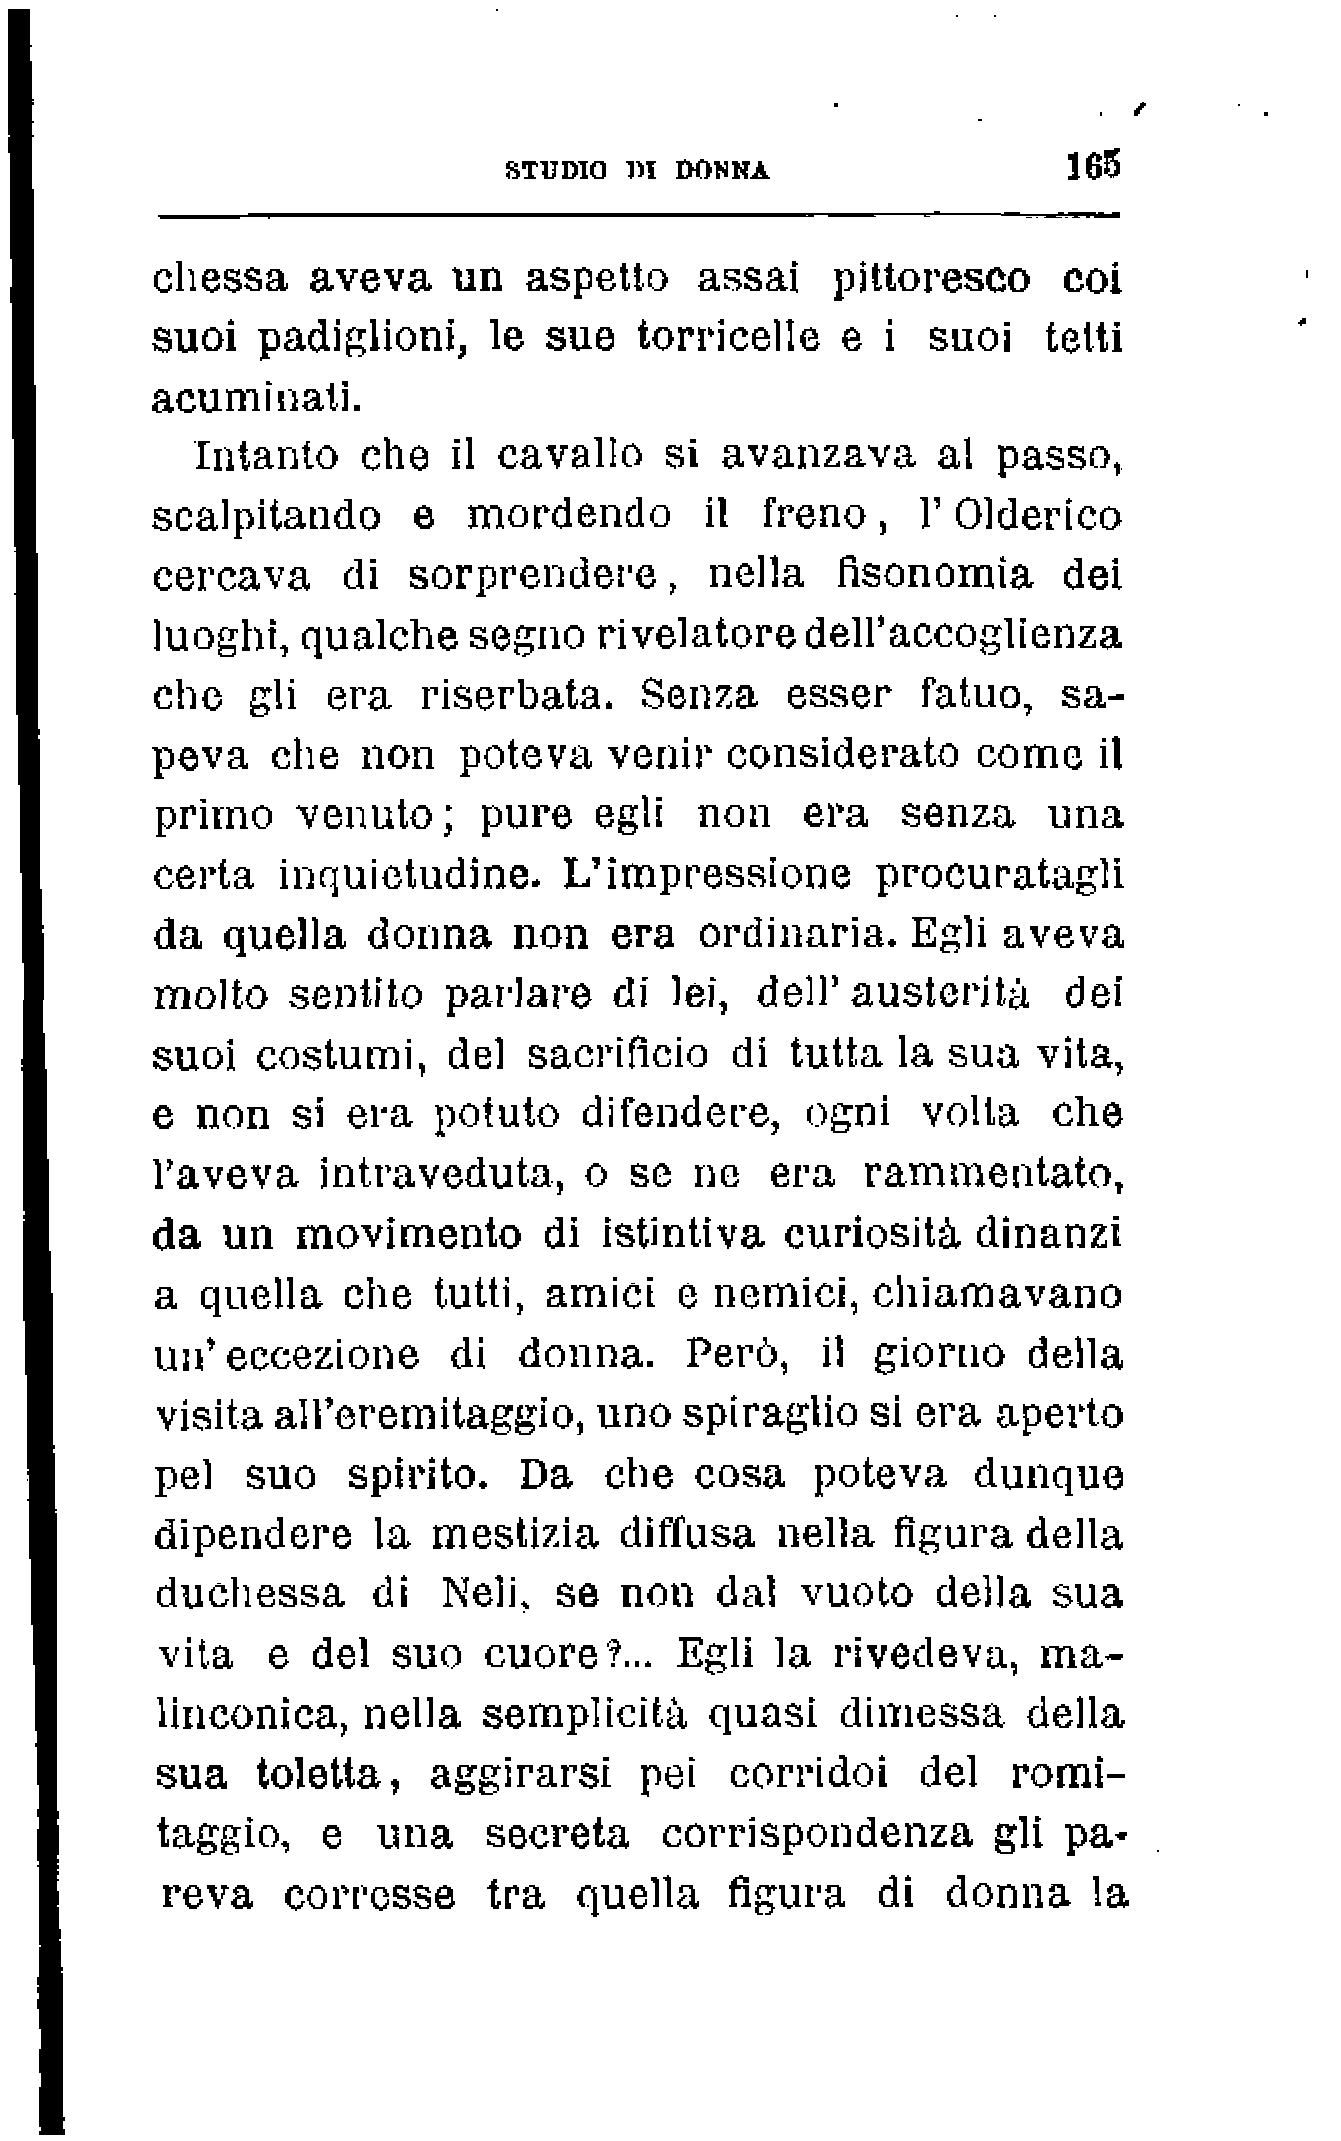 STUDIO DI DONNA 165
chessa aveva un aspetto assai pittoresco coi
suoi padiglioni, le sue torricelle e i suoi tetti
acuminati.
Intanto che il cavallo si avanzava al passo,
scalpitando e mordendo il freno, l'Olderico
cercava di sorprendere, nella fisonomia dei
luoghi, qualche segno rivelatore dell'accoglienza
che gli era riserbata. Senza esser fatuo, sa-
peva che non poteva venir considerato come il
primo venuto; pure egli non era senza una
certa inquietudine. L'impressione procuratagli
da quella donna non era ordinaria. Egli aveva
molto sentito parlare di lei, dell'austerità dei
suoi costumi, del sacrificio di tutta la sua vita,
e non si era potuto difendere, ogni volta che
l'aveva intraveduta, o se ne era rammentato,
da un movimento di istintiva curiosità dinanzi
a quella che tutti, amici e nemici, chiamavano
un'eccezione di donna. Però, il giorno della
visita all'eremitaggio, uno spiraglio si era aperto
pel suo spirito. Da che cosa poteva dunque
dipendere la mestizia diffusa nella figura della
duchessa di Neli, se non dal vuoto della sua
vita e del suo cuore?... Egli la rivedeva, ma-
linconica, nella semplicità quasi dimessa della
sua toletta, aggirarsi pei corridoi del romi-
taggio, e una secreta corrispondenza gli pa-
reva corresse tra quella figura di donna la